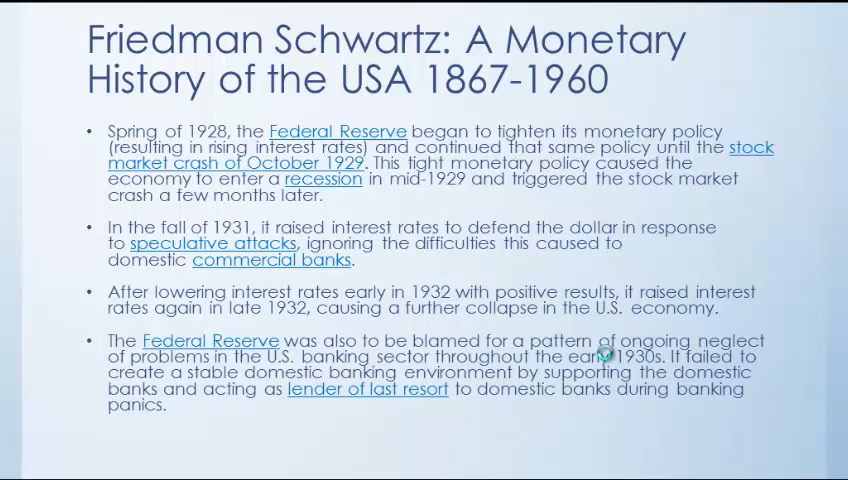 Friedman Schwartz: A Monetary
History of the USA 1867-1960
• Spring of 1928, the Federal Reserve began to tighten its monetary policy
(resulting in rising interest rates) and continued that same policy until the stock
market crash of October 1929. This tight monetary policy caused the
economy to enter a recession in mid-1929 and triggered the stock market
crash a few months later.
• In the fall of 1931, it raised interest rates to defend the dollar in response
to speculative attacks, ignoring the difficulties this caused to
domestic commercial banks.
• After lowering interest rates early in 1932 with positive results, it raised interest
rates again in late 1932, causing a further collapse in the U.S. economy.
• The Federal Reserve was also to be blamed for a pattern of ongoing neglect
of problems in the U.S. banking sector throughout the early 1930s. It failed to
create a stable domestic banking environment by supporting the domestic
banks and acting as lender of last resort to domestic banks during banking
panics.